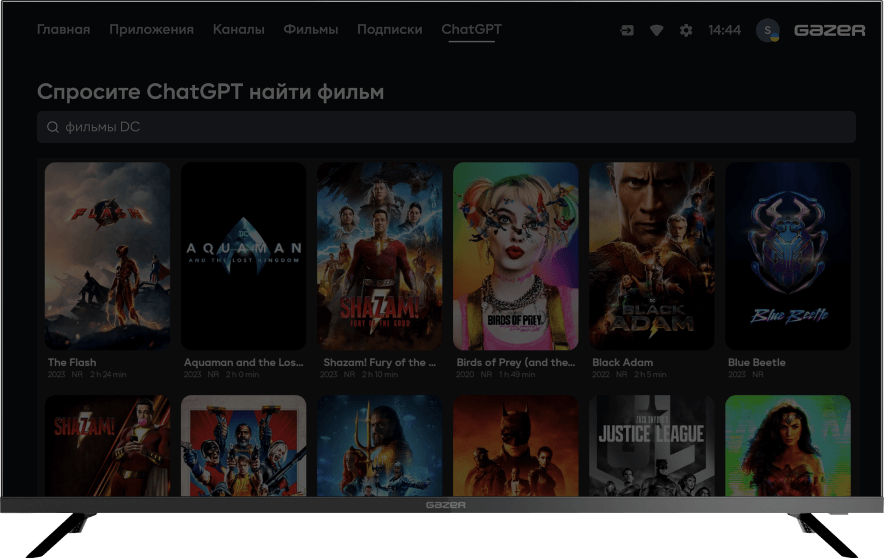 Главная Приложения Каналы Фильмы Подписки ChatGPT 14:44 S GAZER
Спросите ChatGPT найти фильм
фильмы DC
FLASH
DC
AQUAMAN
AND THE LOST KINGDOM
SHAZAM!
FURY OF THE GODS
BIRDS OF PREY
BLACK ADAM
Blue Beetle
The Flash Aquaman and the Los... Shazam! Fury of the ... Birds of Prey (and the... Black Adam Blue Beetle
2023 NR 2 h 24 min 2023 NR 2 h 0 min 2023 NR 2 h 10 min 2020 NR 1 h 49 min 2022 NR 2 h 5 min 2023 NR
SHAZAM!
ZACK SNYDER'S
JUSTICE LEAGUE
GAZER